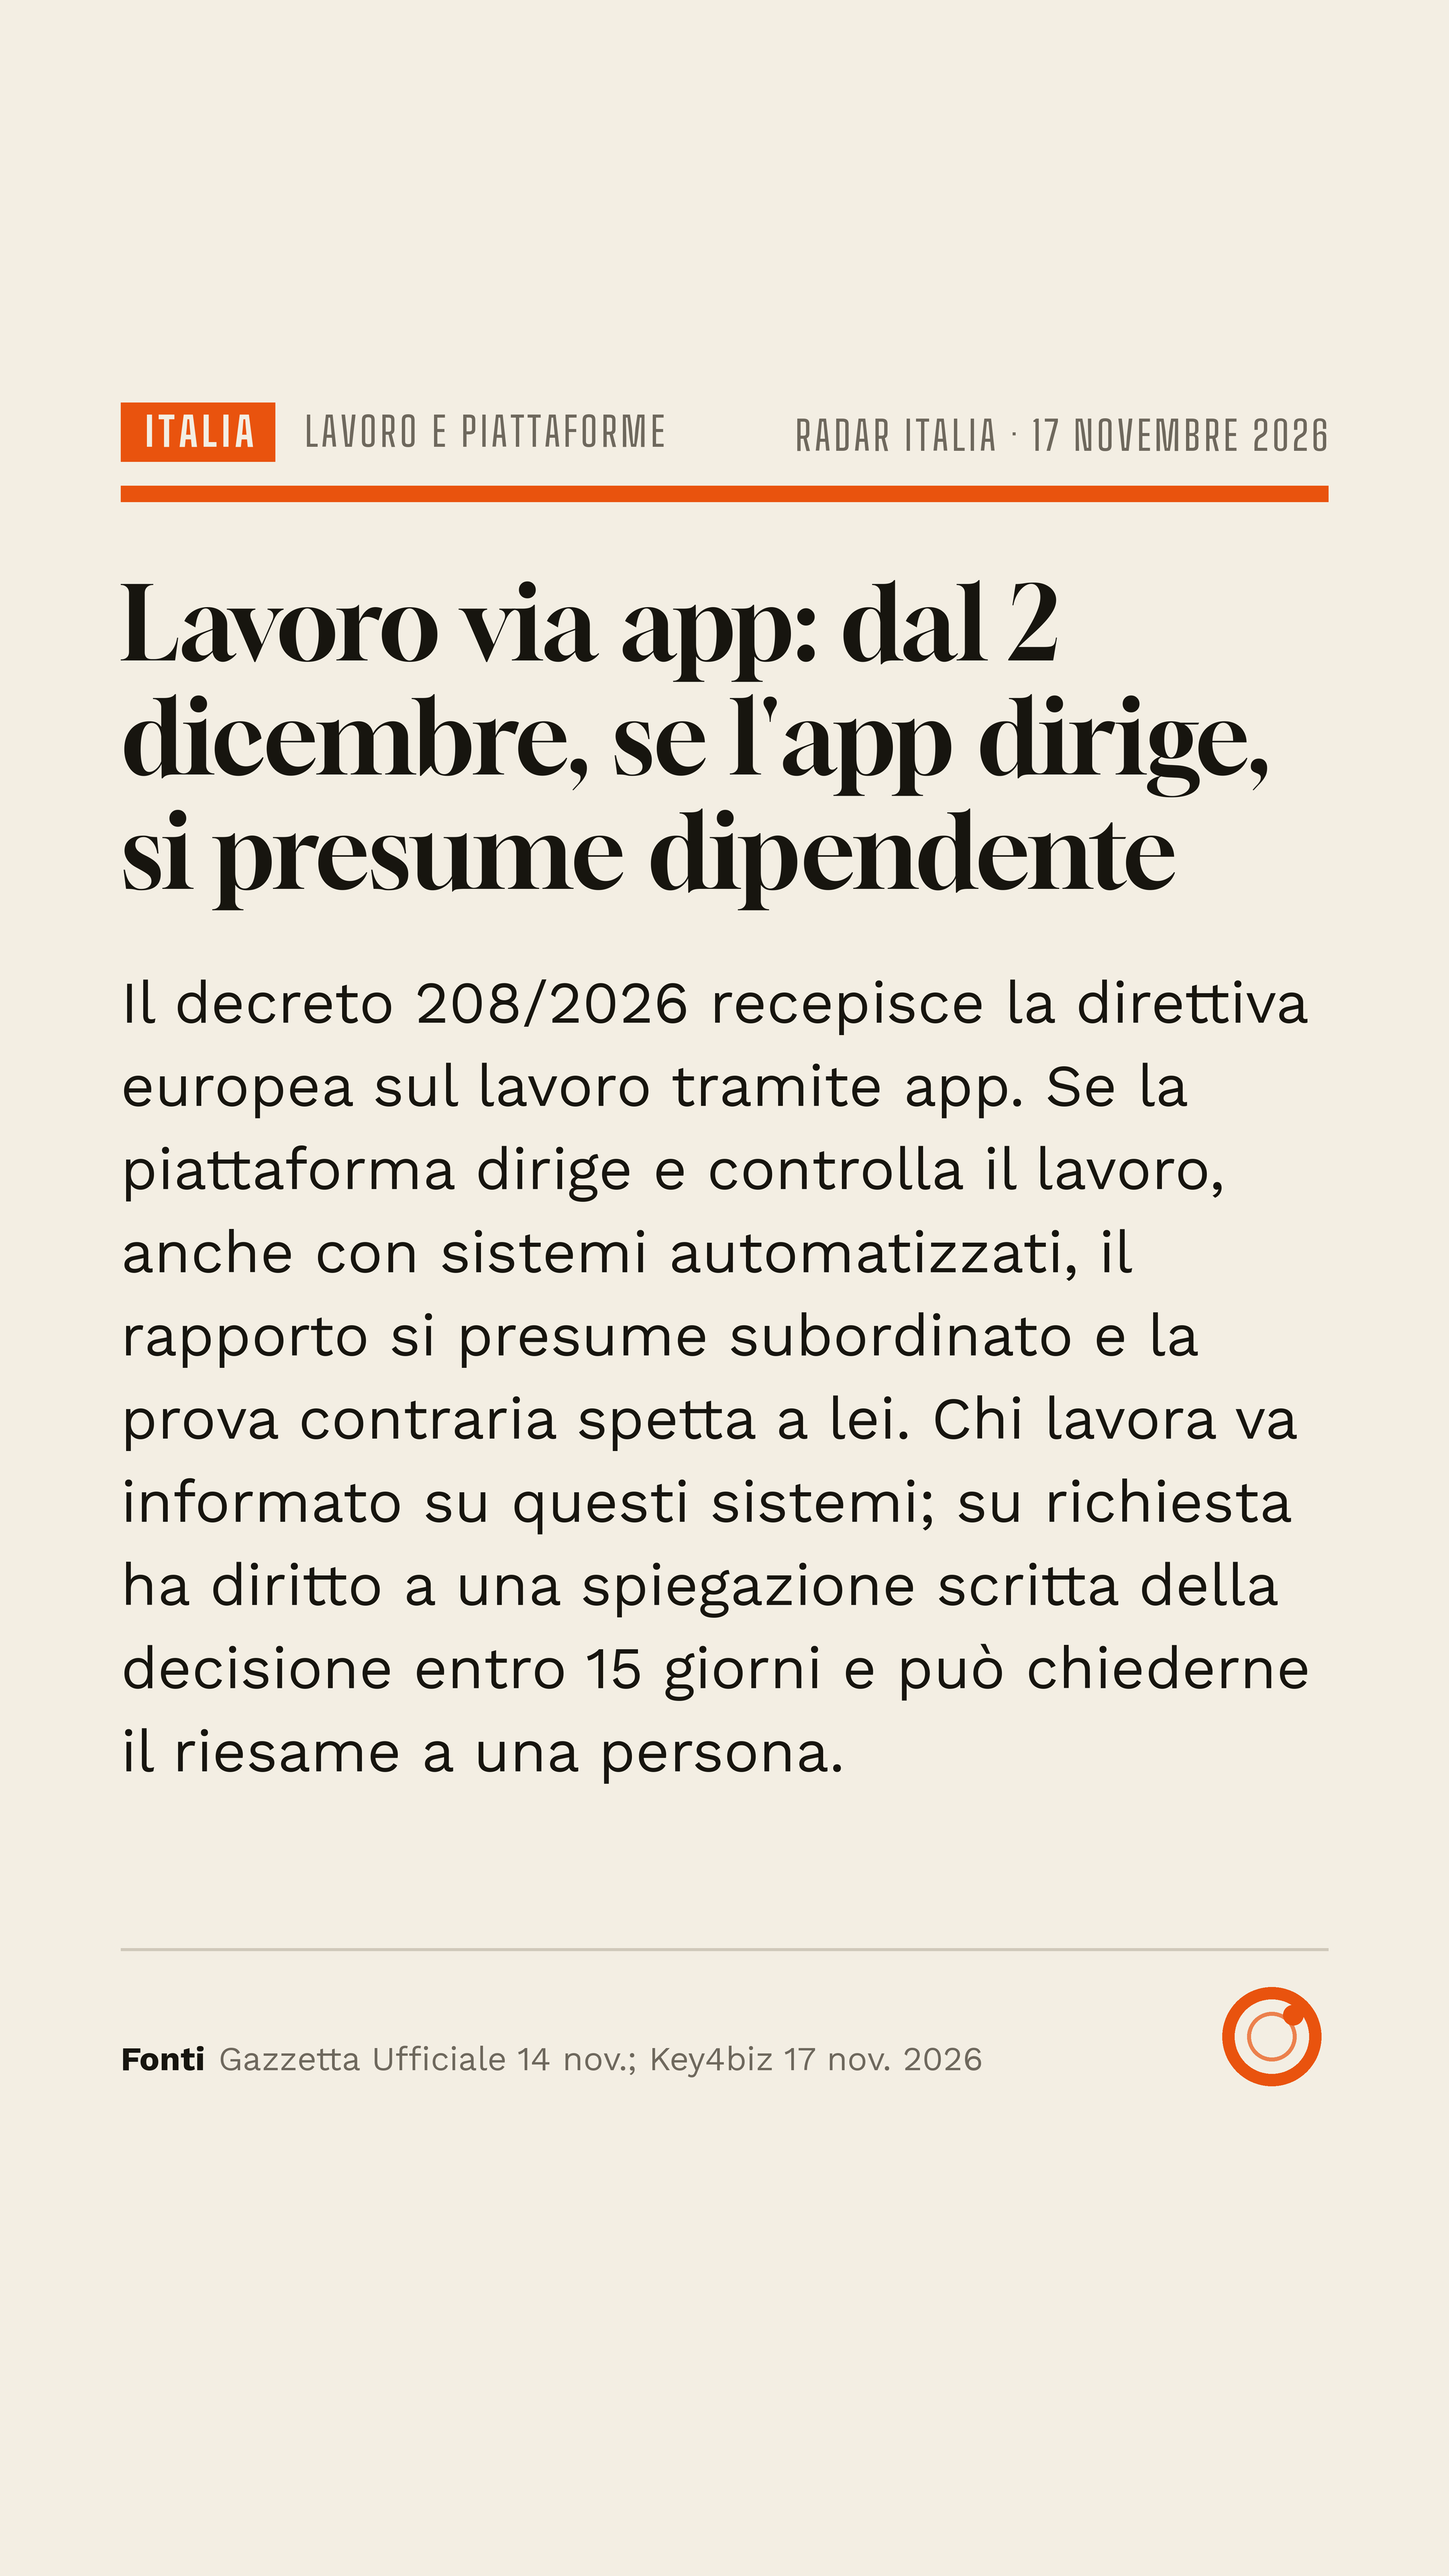 ITALIA LAVORO E PIATTAFORME RADAR ITALIA · 17 NOVEMBRE 2026
Lavoro via app: dal 2
dicembre, se l'app dirige,
si presume dipendente
Il decreto 208/2026 recepisce la direttiva
europea sul lavoro tramite app. Se la
piattaforma dirige e controlla il lavoro,
anche con sistemi automatizzati, il
rapporto si presume subordinato e la
prova contraria spetta a lei. Chi lavora va
informato su questi sistemi; su richiesta
ha diritto a una spiegazione scritta della
decisione entro 15 giorni e può chiederne
il riesame a una persona.
Fonti Gazzetta Ufficiale 14 nov.; Key4biz 17 nov. 2026